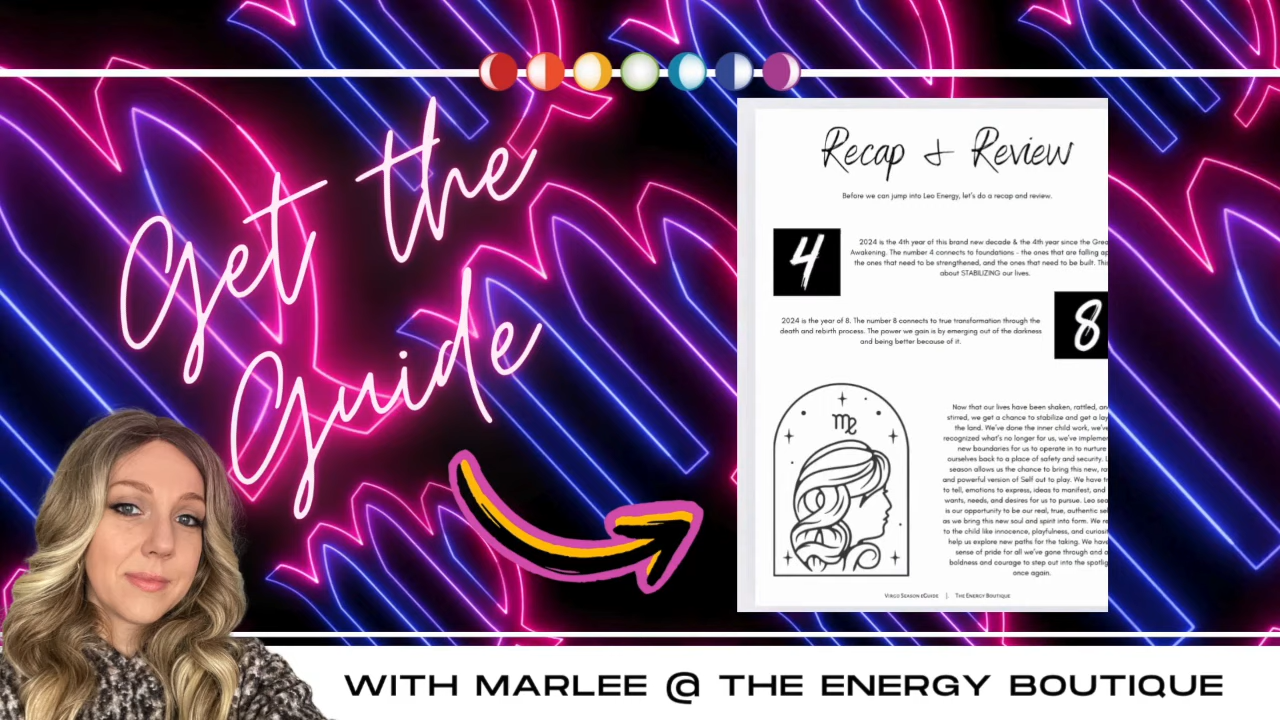 Get the
Guide
Recap & Review
Before we can jump into Leo Energy, let's do a recap and review.
4
2024 is the 4th year of this brand new decade & the 4th year since the
Awakening. The number 4 connects to foundations - the ones that are falling
the ones that need to be strengthened, and the ones that need to be built.
about STABILIZING our lives.
8
2024 is the year of 8. The number 8 connects to true transformation through the
death and rebirth process. The power we gain is by emerging out of the darkness
and being better because of it.
♍
Now that our lives have been shaken, rattled,
stirred, we get a chance to stabilize and get a
the land. We've done the inner child work,
recognized what's no longer for us, we've
new boundaries for us to operate in to nurture
ourselves back to a place of safety and security.
season allows us the chance to bring this new,
and powerful version of Self out to play. We have
to tell, emotions to express, ideas to manifest, and
wants, needs, and desires for us to pursue. Leo
is our opportunity to be our real, true, authentic
as we bring this new soul and spirit into form. We
to the child like innocence, playfulness, and
help us explore new paths for the taking. We have
sense of pride for all we've gone through and
boldness and courage to step out into the
once again.
Virgo Season eGuide | The Energy Boutique
WITH MARLEE @ THE ENERGY BOUTIQUE